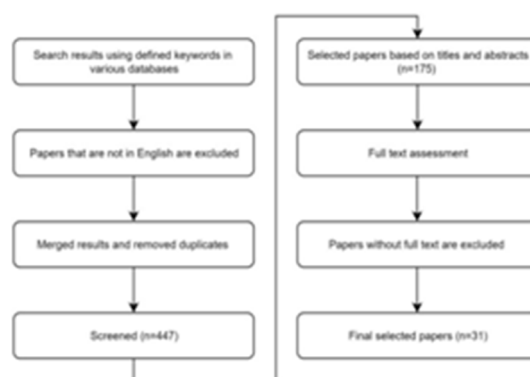 Search results using defined keywords in
various databases
Papers that are not in English are excluded
Merged results and removed duplicates
Screened (n=447)
Selected papers based on titles and abstracts
(n=175)
Full text assessment
Papers without full text are excluded
Final selected papers (n=31)